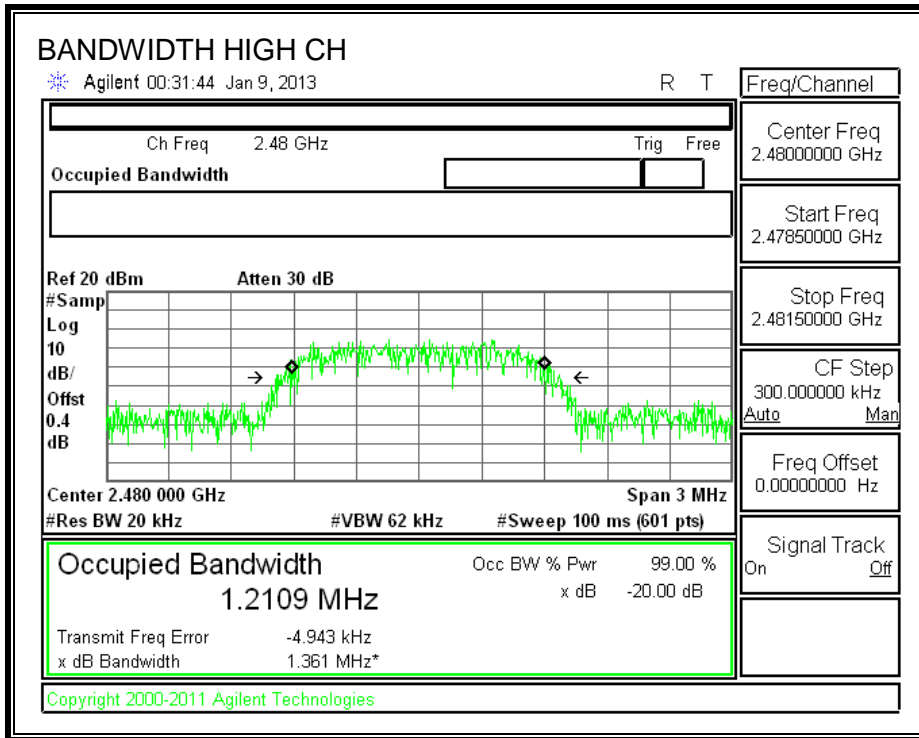 BANDWIDTH HIGH CH
Agilent 00:31:44 Jan 9, 2013 R T
Freq/Channel
Ch Freq 2.48 GHz Trig Free
Occupied Bandwidth
Center Freq
2.48000000 GHz
Start Freq
2.47850000 GHz
Stop Freq
2.48150000 GHz
CF Step
300.000000 kHz
Auto Man
Freq Offset
0.00000000 Hz
Signal Track
On Off
Ref 20 dBm Atten 30 dB
#Samp
Log
10
dB/
Offst
0.4
dB
Center 2.480 000 GHz Span 3 MHz
#Res BW 20 kHz #VBW 62 kHz #Sweep 100 ms (601 pts)
Occupied Bandwidth Occ BW % Pwr 99.00 %
1.2109 MHz x dB -20.00 dB
Transmit Freq Error -4.943 kHz
x dB Bandwidth 1.361 MHz*
Copyright 2000-2011 Agilent Technologies